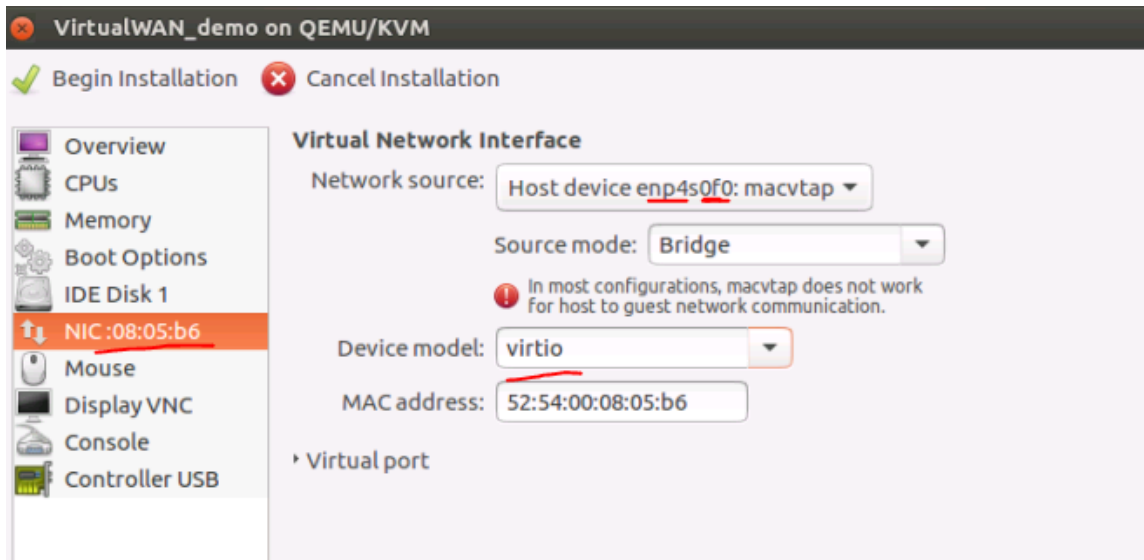 VirtualWAN_demo on QEMU/KVM
Begin Installation Cancel Installation
Overview
CPUs
Memory
Boot Options
IDE Disk 1
NIC :08:05:b6
Mouse
Display VNC
Console
Controller USB
Virtual Network Interface
Network source: Host device enp4s0f0: macvtap
Source mode: Bridge
In most configurations, macvtap does not work
for host to guest network communication.
Device model: virtio
MAC address: 52:54:00:08:05:b6
Virtual port